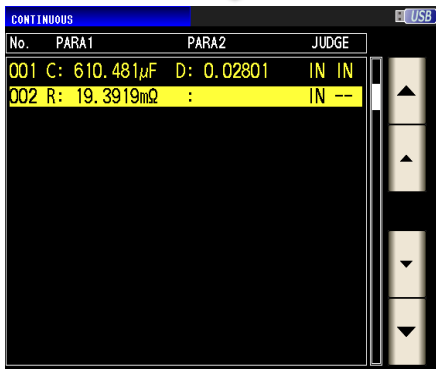 CONTINUOUS USB
No. PARA1 PARA2 JUDGE
001 C: 610.481μF D: 0.02801 IN IN
002 R: 19.3919mΩ : IN --